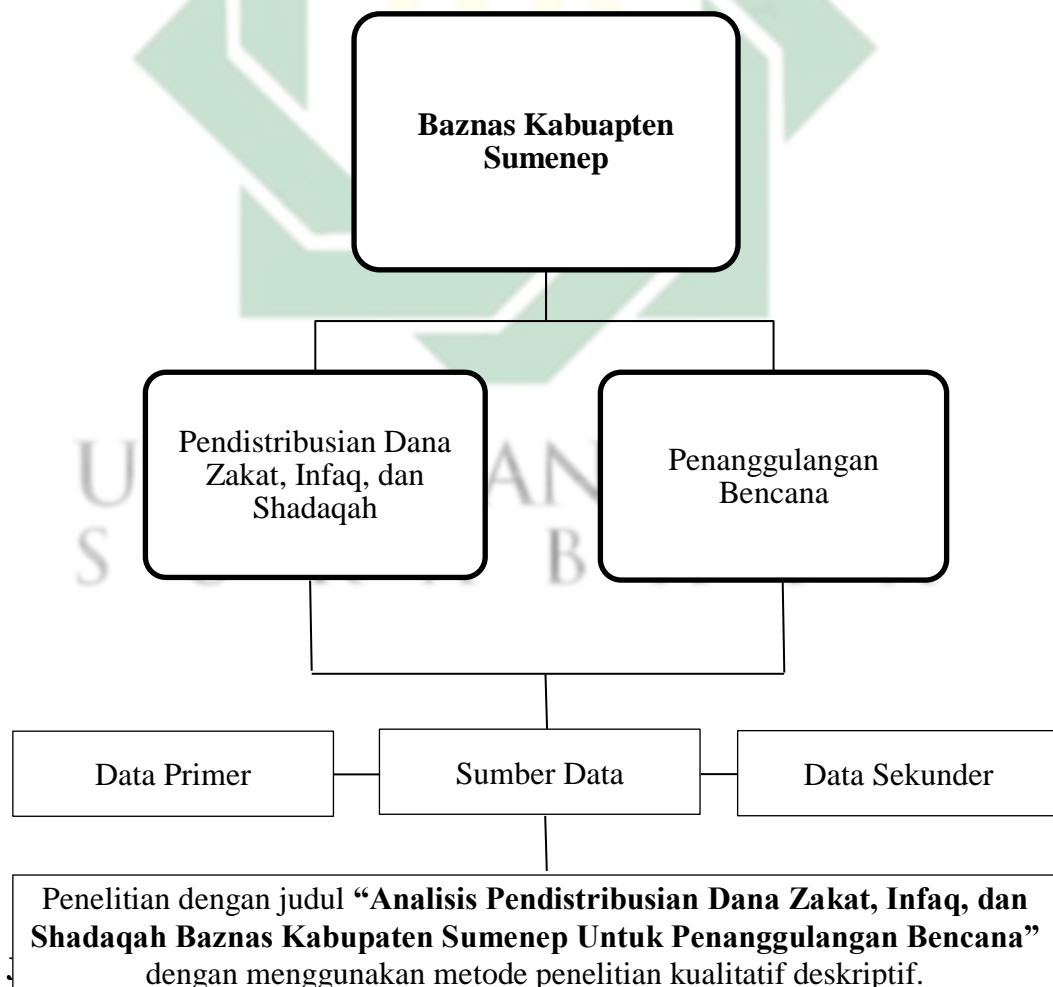 Baznas Kabuapten
Sumenep
Pendistribusian Dana
Zakat, Infaq, dan
Shadaqah
Penanggulangan
Bencana
Data Primer
Sumber Data
Data Sekunder
Penelitian dengan judul “Analisis Pendistribusian Dana Zakat, Infaq, dan
Shadaqah Baznas Kabupaten Sumenep Untuk Penanggulangan Bencana”
dengan menggunakan metode penelitian kualitatif deskriptif.